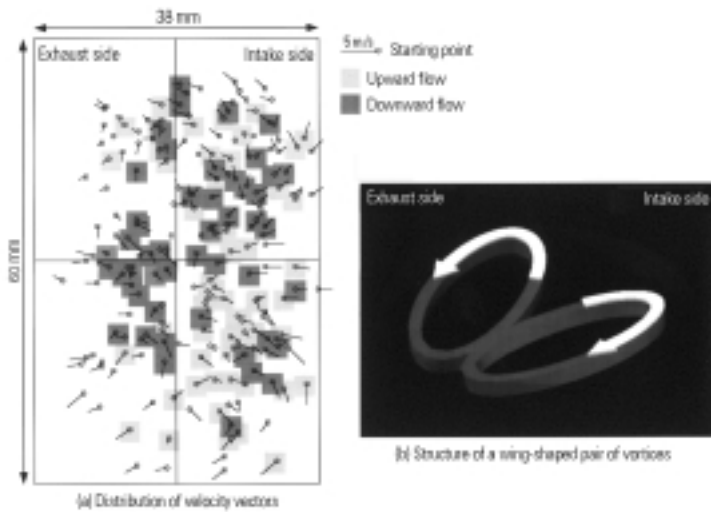 38 mm
Exhaust side
Intake side
5 m/s
Starting point
Upward flow
Downward flow
60 mm
Exhaust side
Intake side
(b) Structure of a wing-shaped pair of vortices
(a) Distribution of velocity vectors